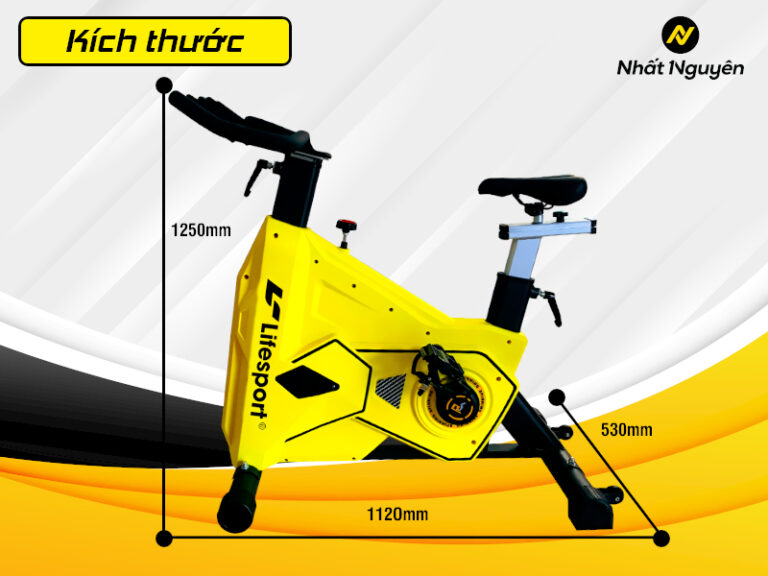 Kích thước
Nhất Nguyên
1250mm
Lifesport
530mm
1120mm